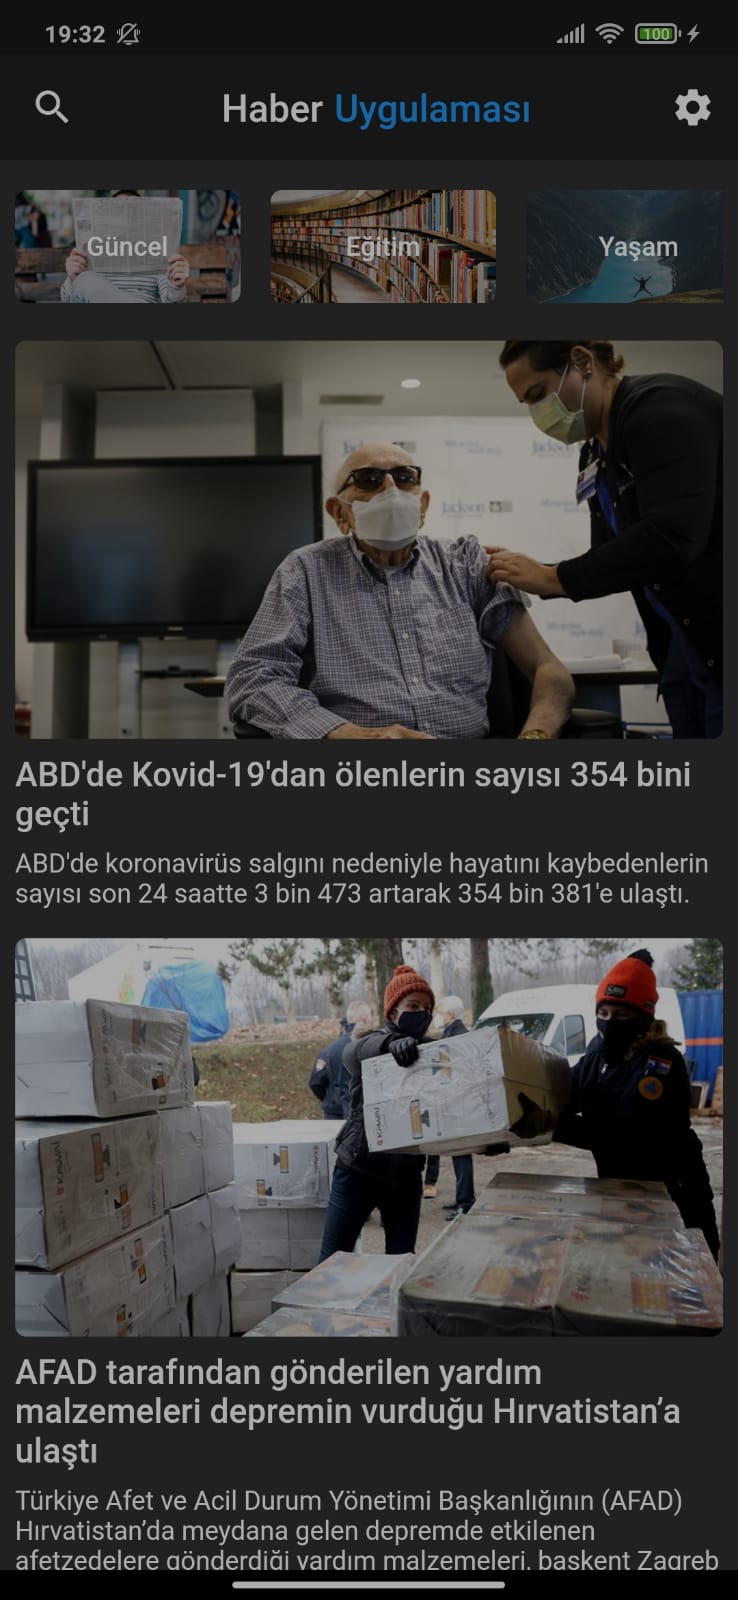 19:32
100
Haber Uygulaması
Güncel
Eğitim
Yaşam
Jackson
ABD'de Kovid-19'dan ölenlerin sayısı 354 bini
geçti
ABD'de koronavirüs salgını nedeniyle hayatını kaybedenlerin
sayısı son 24 saatte 3 bin 473 artarak 354 bin 381'e ulaştı.
AFAD tarafından gönderilen yardım
malzemeleri depremin vurduğu Hırvatistan’a
ulaştı
Türkiye Afet ve Acil Durum Yönetimi Başkanlığının (AFAD)
Hırvatistan’da meydana gelen depremde etkilenen
afetzedelere gönderdiği yardım malzemeleri, başkent Zagreb